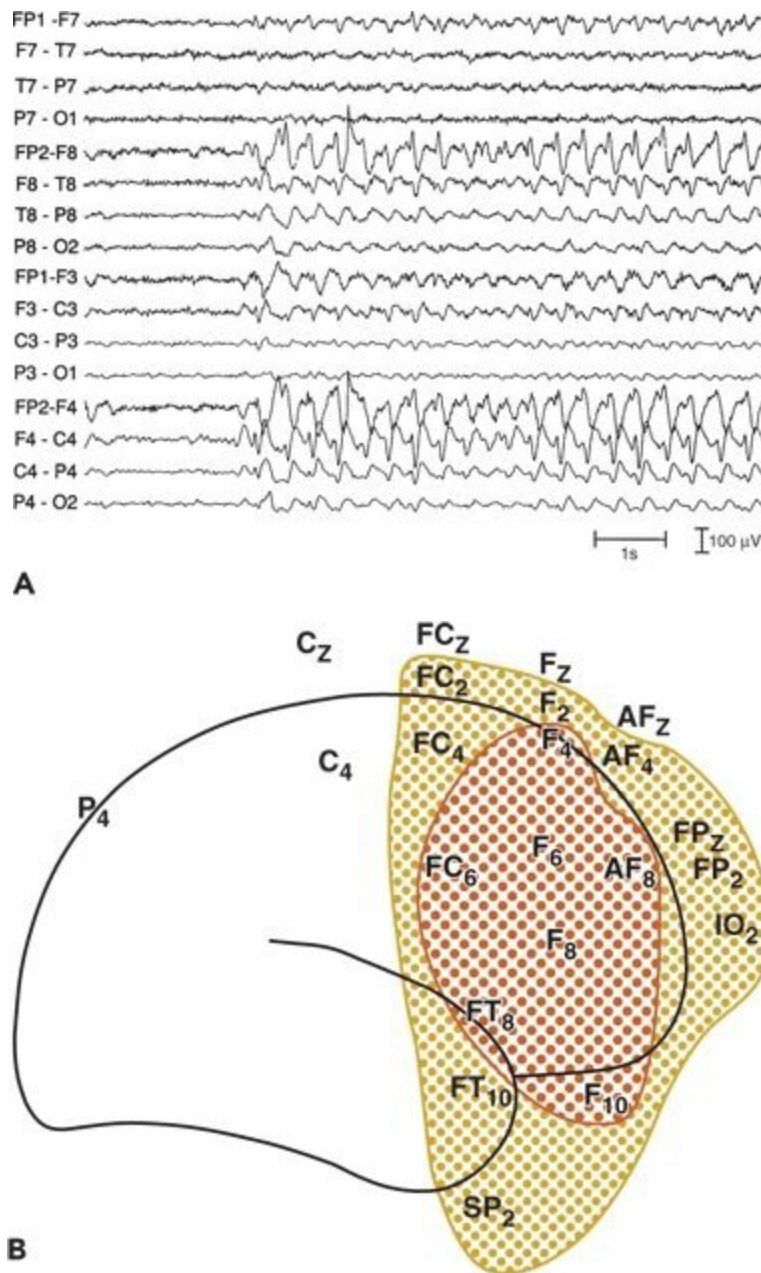 FP1 -F7
F7 - T7
T7 - P7
P7 - O1
FP2-F8
F8 - T8
T8 - P8
P8 - O2
FP1-F3
F3 - C3
C3 - P3
P3 - O1
FP2-F4
F4 - C4
C4 - P4
P4 - O2
1s
100 μV
A
CZ
FCZ
FZ
FC2
F2
AFZ
FC4
F4
AF4
C4
P4
FC6
F6
AF8
FPZ
FP2
F8
IO2
FT8
FT10
F10
SP2
B